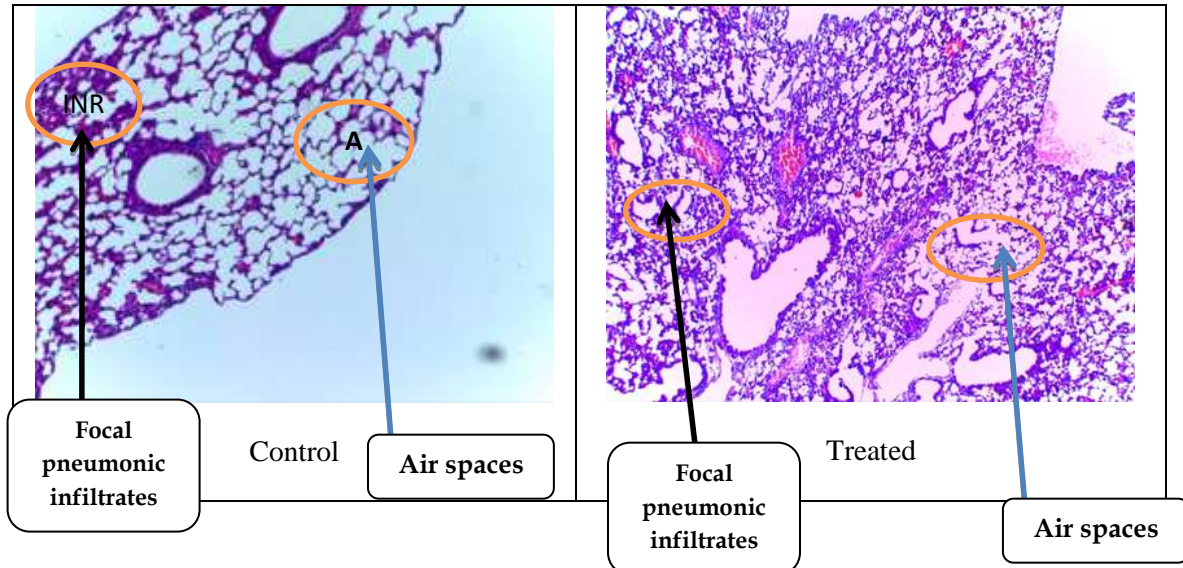 INR
A
Focal
pneumonic
infiltrates
Control
Air spaces
Focal
pneumonic
infiltrates
Treated
Air spaces